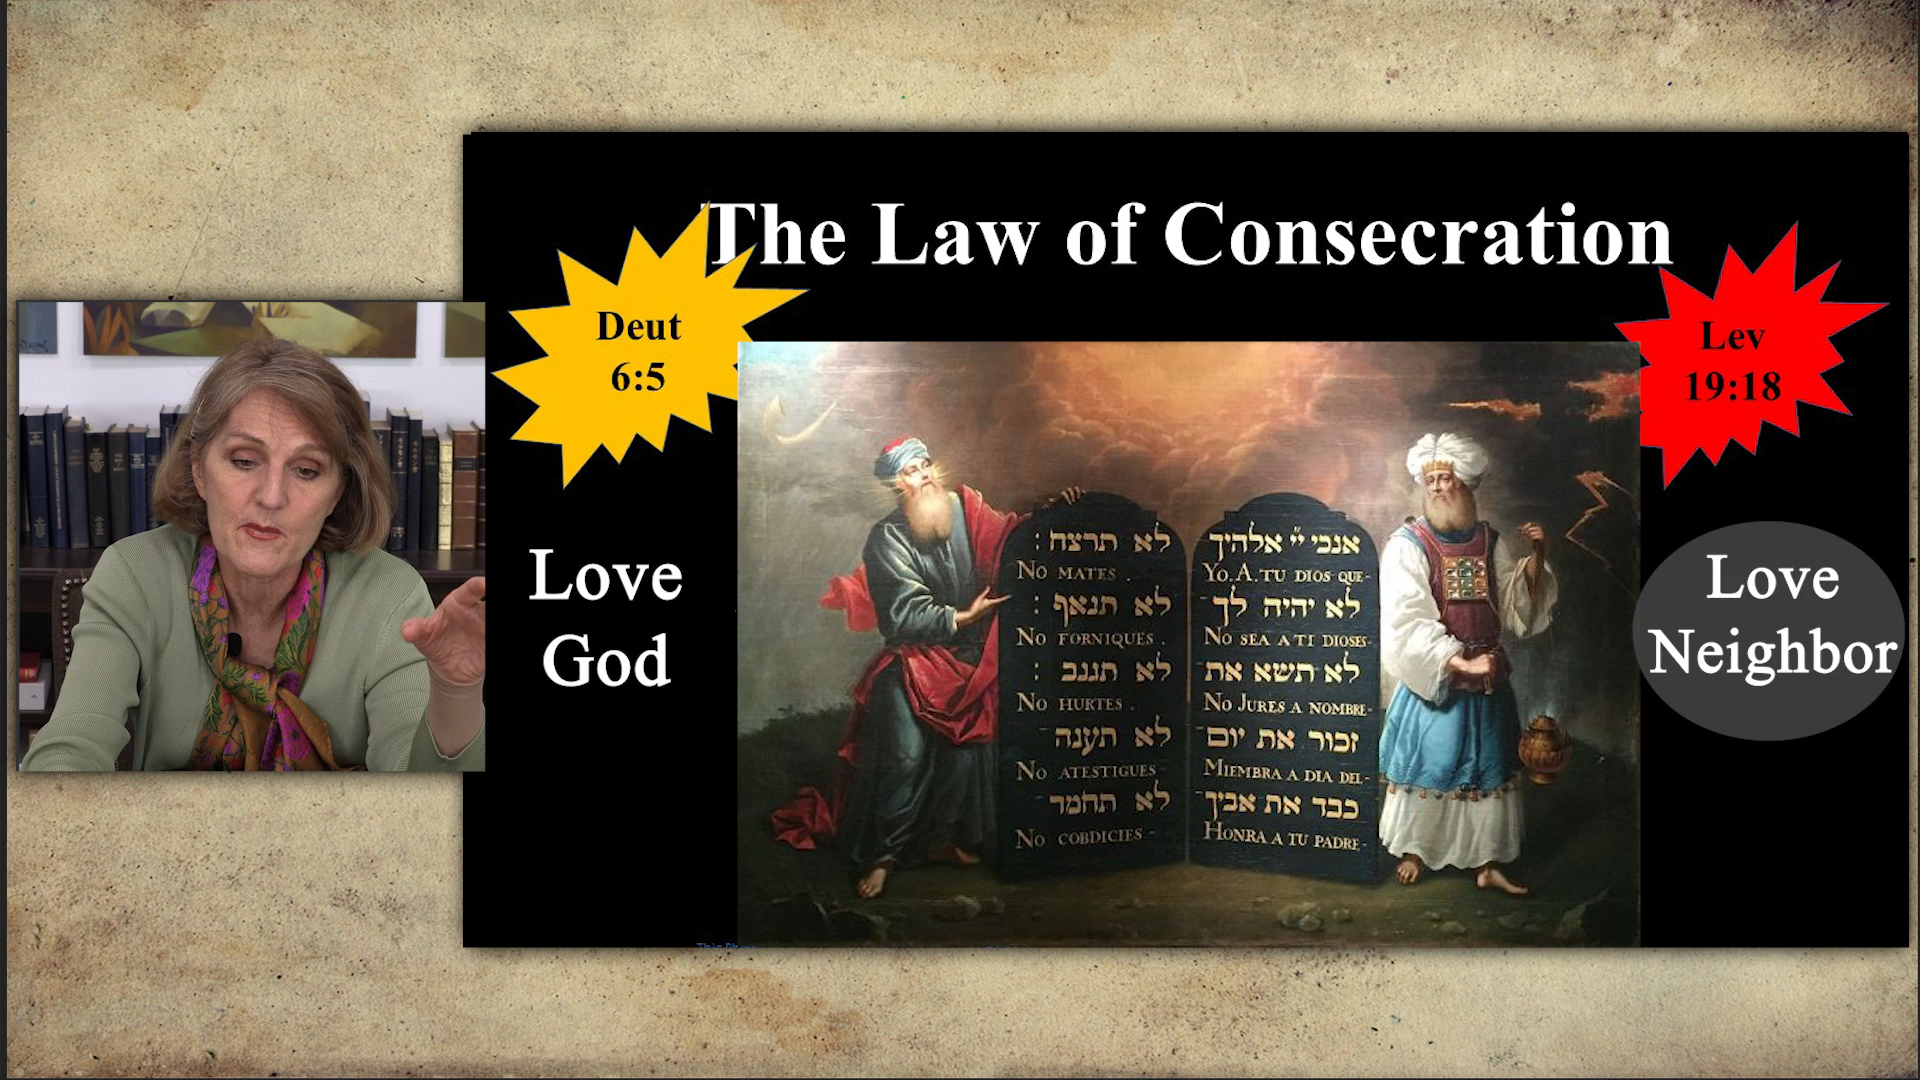 The Law of Consecration
Deut
6:5
Lev
19:18
Love
God
Love
Neighbor
אנכי יי אלהיך
YO.A.TU DIOS QUE-
לא יהיה לך
NO SEA A TI DIOSES-
לא תשא את
NO JURES A NOMBRE-
זכור את יום
MIEMBRA A DIA DEL-
כבד את אביך
HONRA A TU PADRE-
לא תרצח:
NO MATES.
לא תנאף:
NO FORNIQUES.
לא תגנב:
NO HURTES.
לא תענה
NO ATESTIGUES-
לא תחמד
NO COBDICIES-